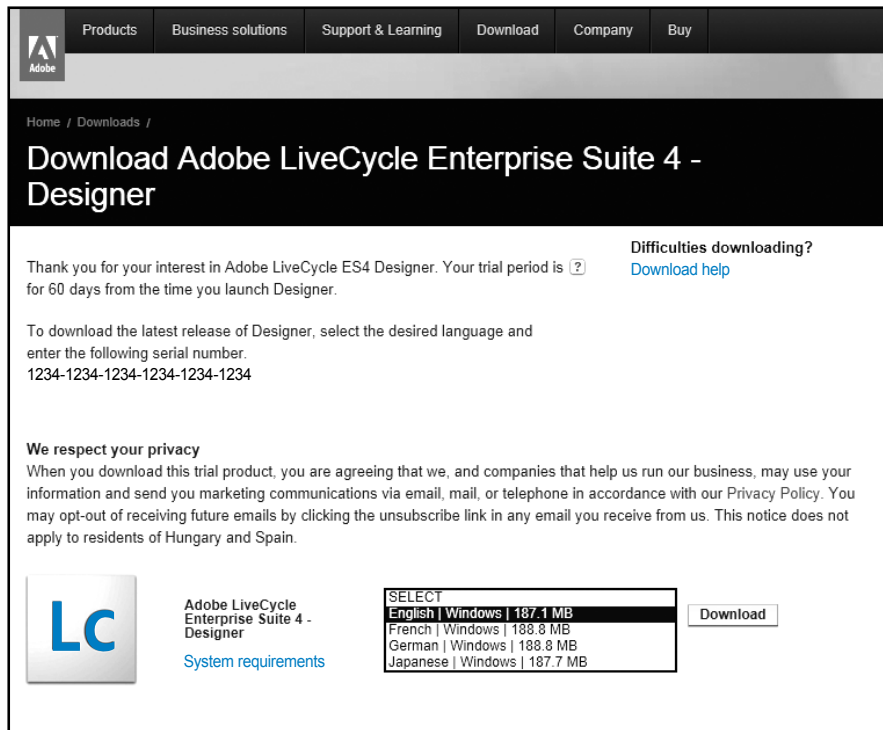 Products Business solutions Support & Learning Download Company Buy
Adobe
Home / Downloads /
Download Adobe LiveCycle Enterprise Suite 4 -
Designer
Thank you for your interest in Adobe LiveCycle ES4 Designer. Your trial period is ?
for 60 days from the time you launch Designer.
Difficulties downloading?
Download help
To download the latest release of Designer, select the desired language and
enter the following serial number.
1234-1234-1234-1234-1234-1234
We respect your privacy
When you download this trial product, you are agreeing that we, and companies that help us run our business, may use your
information and send you marketing communications via email, mail, or telephone in accordance with our Privacy Policy. You
may opt-out of receiving future emails by clicking the unsubscribe link in any email you receive from us. This notice does not
apply to residents of Hungary and Spain.
Lc
Adobe LiveCycle
Enterprise Suite 4 -
Designer
System requirements
SELECT
English | Windows | 187.1 MB
French | Windows | 188.8 MB
German | Windows | 188.8 MB
Japanese | Windows | 187.7 MB
Download